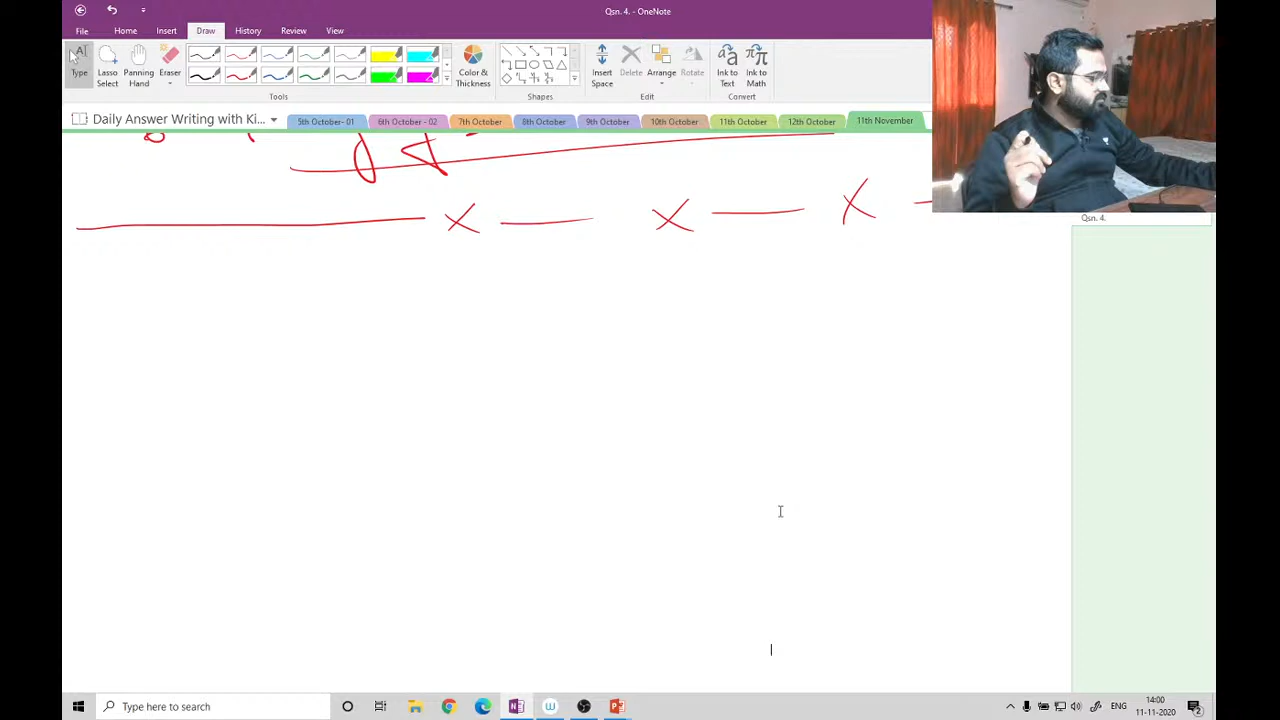 Qsn. 4. - OneNote
File Home Insert Draw History Review View
Type Lasso Select Panning Hand Eraser Color & Thickness Insert Space Delete Arrange Rotate Ink to Text Ink to Math
Tools Shapes Edit Convert
Daily Answer Writing with Ki... 5th October- 01 6th October - 02 7th October 8th October 9th October 10th October 11th October 12th October 11th November
x x x
Qsn. 4.
Type here to search ENG 14:00 11-11-2020 2